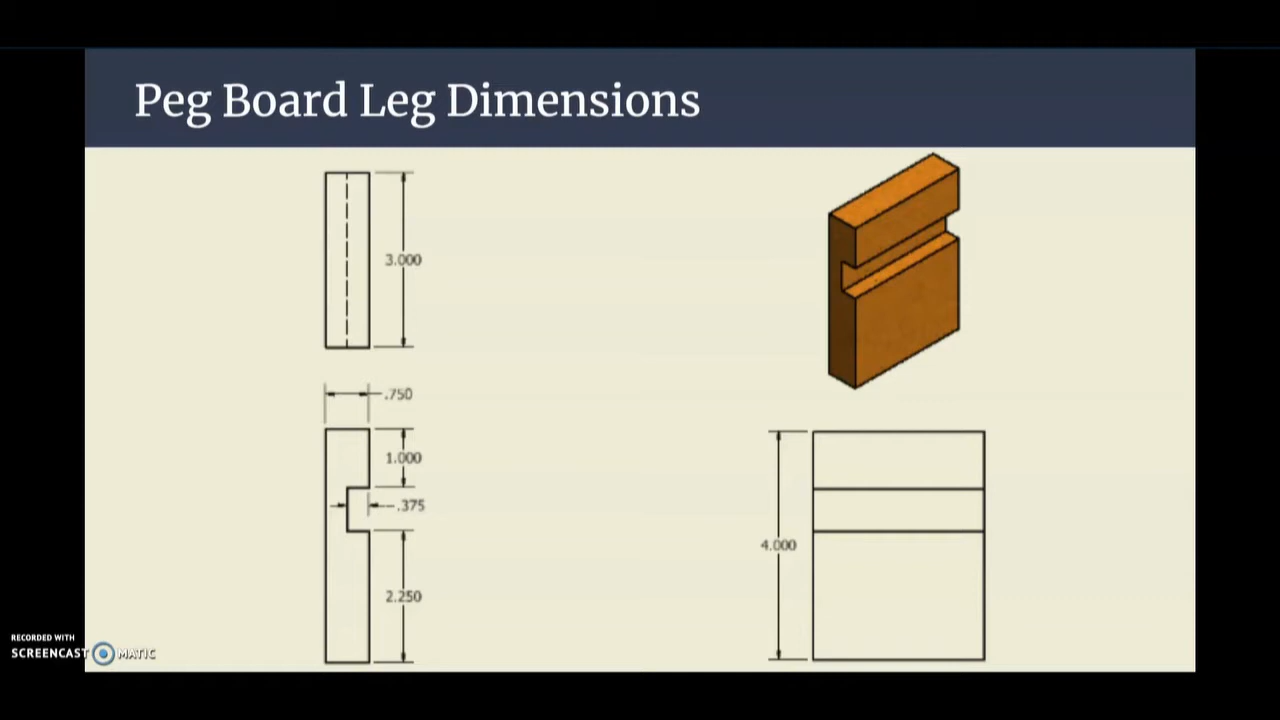 Peg Board Leg Dimensions
3.000
.750
1.000
.375
2.250
4.000
RECORDED WITH
SCREENCAST MATIC